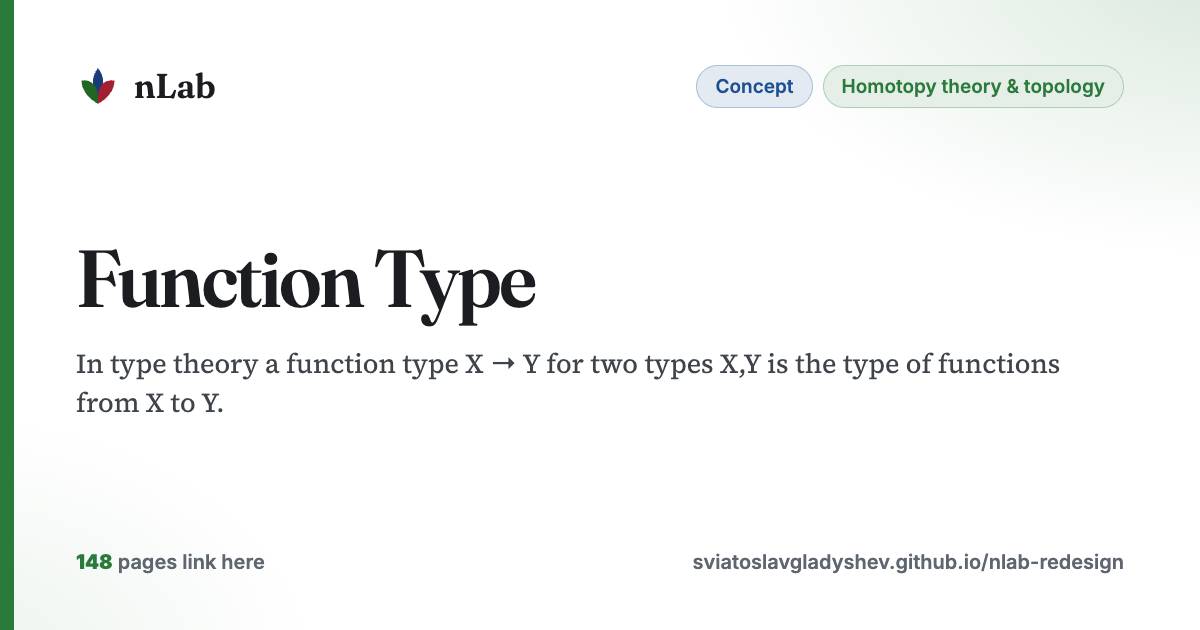 nLab
Concept
Homotopy theory & topology
Function Type
In type theory a function type X → Y for two types X,Y is the type of functions
from X to Y.
148 pages link here
sviatoslavgladyshev.github.io/nlab-redesign